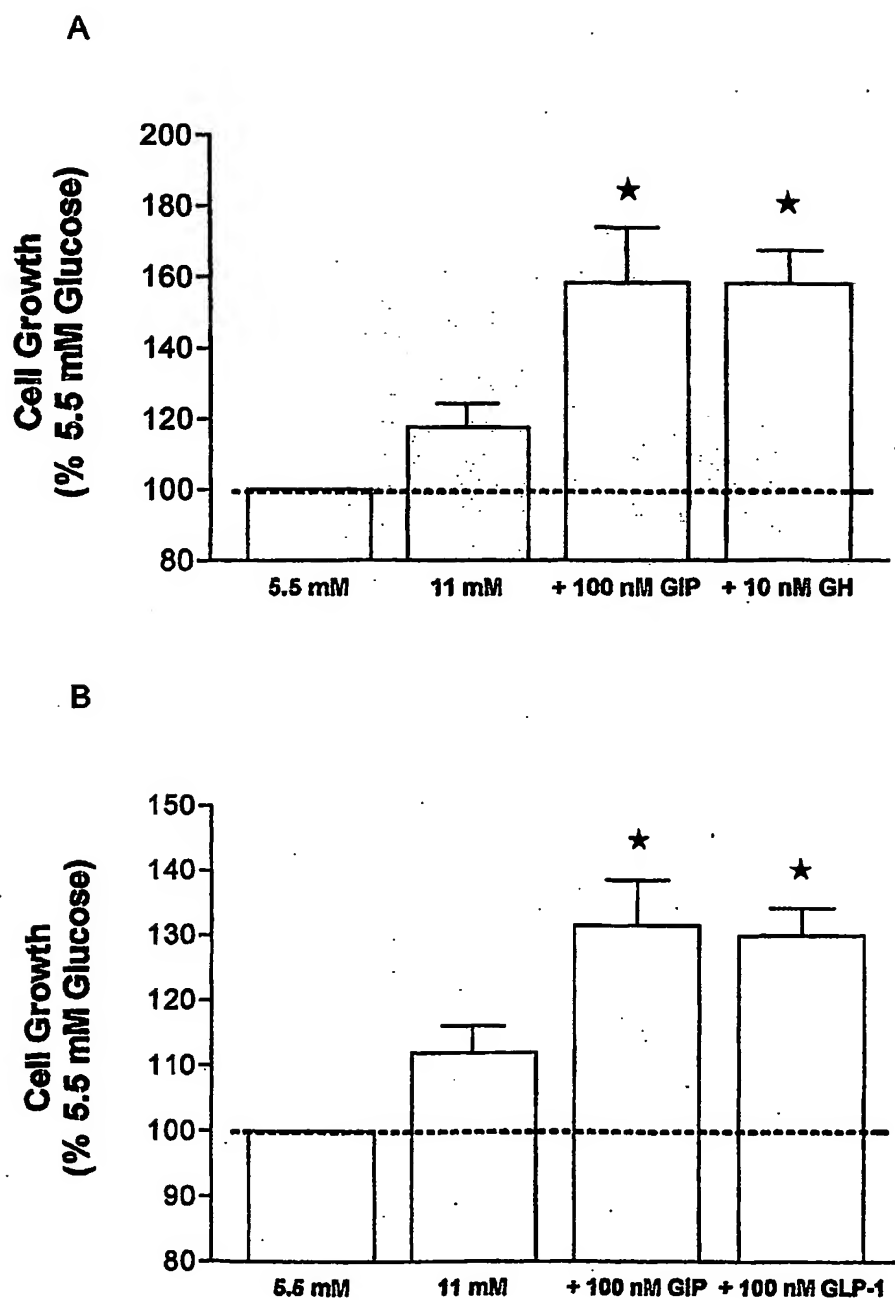 A
Cell Growth
(% 5.5 mM Glucose)
200
180
160
140
120
100
80
5.5 mM
11 mM
+ 100 nM GIP
+ 10 nM GH
B
Cell Growth
(% 5.5 mM Glucose)
150
140
130
120
110
100
90
80
5.5 mM
11 mM
+ 100 nM GIP
+ 100 nM GLP-1